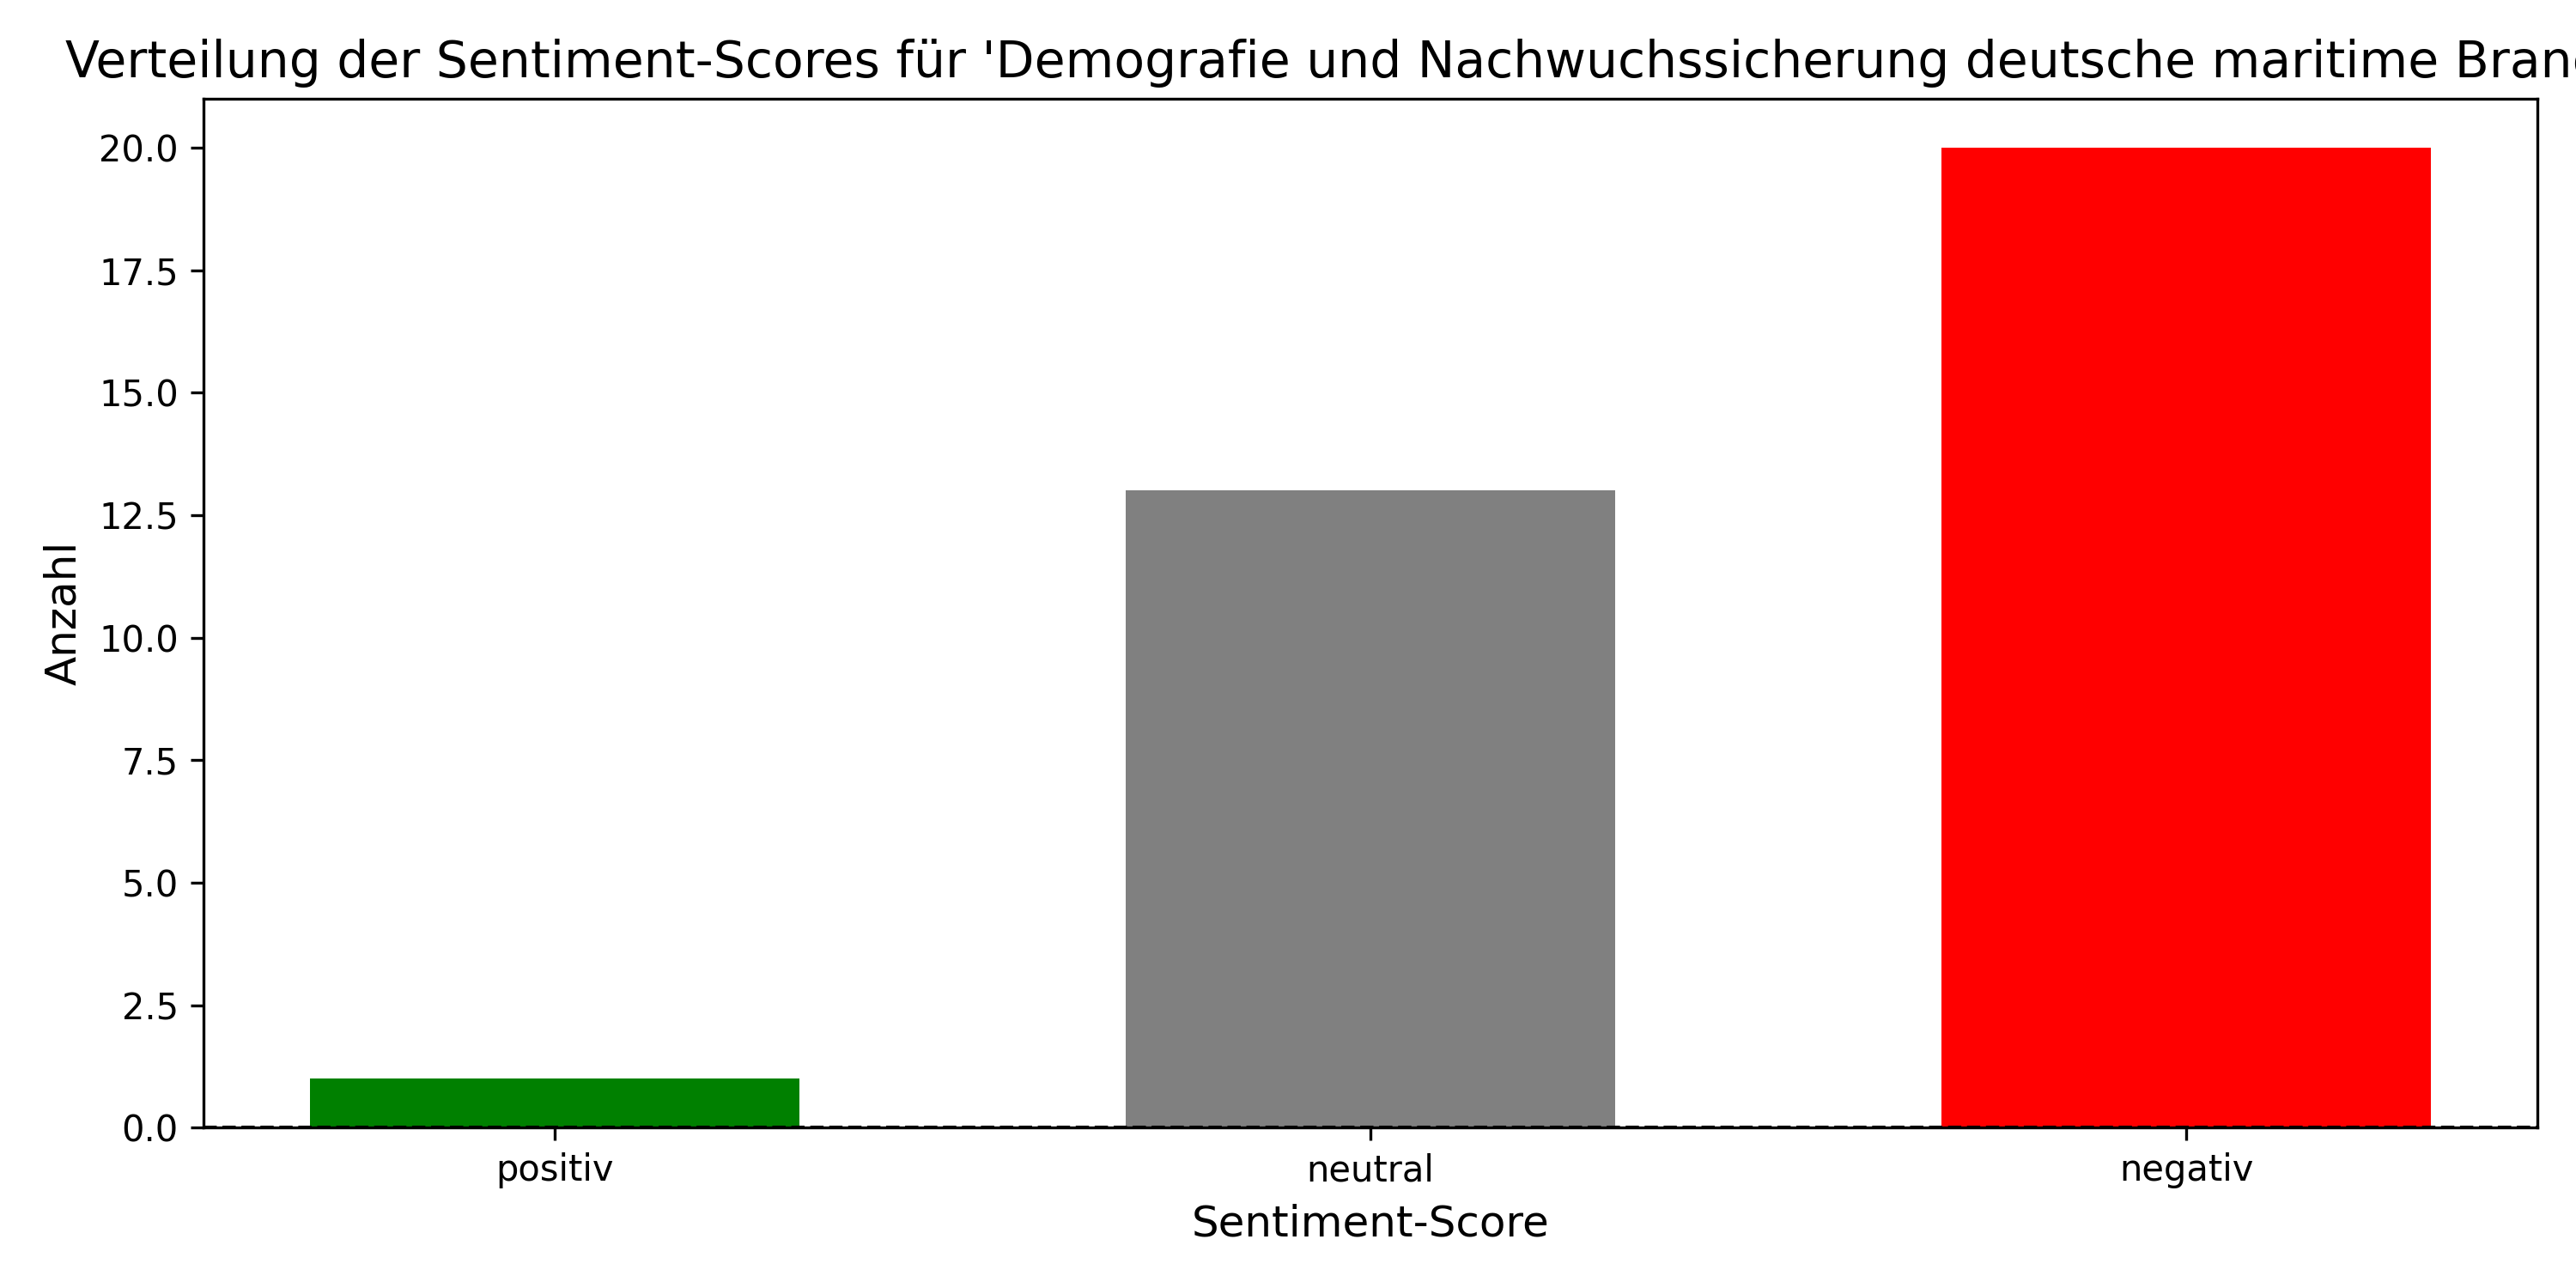 Verteilung der Sentiment-Scores für 'Demografie und Nachwuchssicherung deutsche maritime
20.0
17.5
15.0
12.5
10.0
7.5
5.0
2.5
0.0
Anzahl
positiv
neutral
negativ
Sentiment-Score